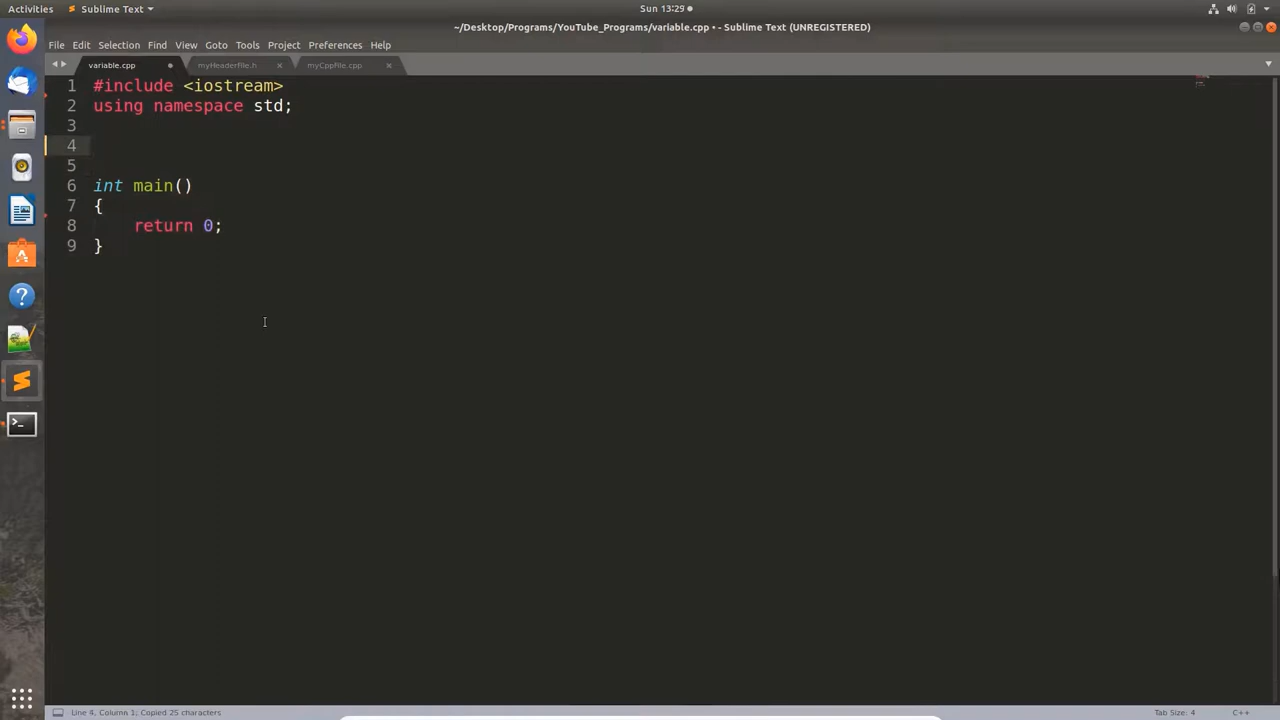 Activities Sublime Text Sun 13:29
~/Desktop/Programs/YouTube_Programs/variable.cpp • - Sublime Text (UNREGISTERED)
File Edit Selection Find View Goto Tools Project Preferences Help
variable.cpp myHeaderfile.h myCppFile.cpp
1 #include <iostream>
2 using namespace std;
3
4
5
6 int main()
7 {
8 return 0;
9 }
Line 4, Column 1; Copied 25 characters Tab Size: 4 C++